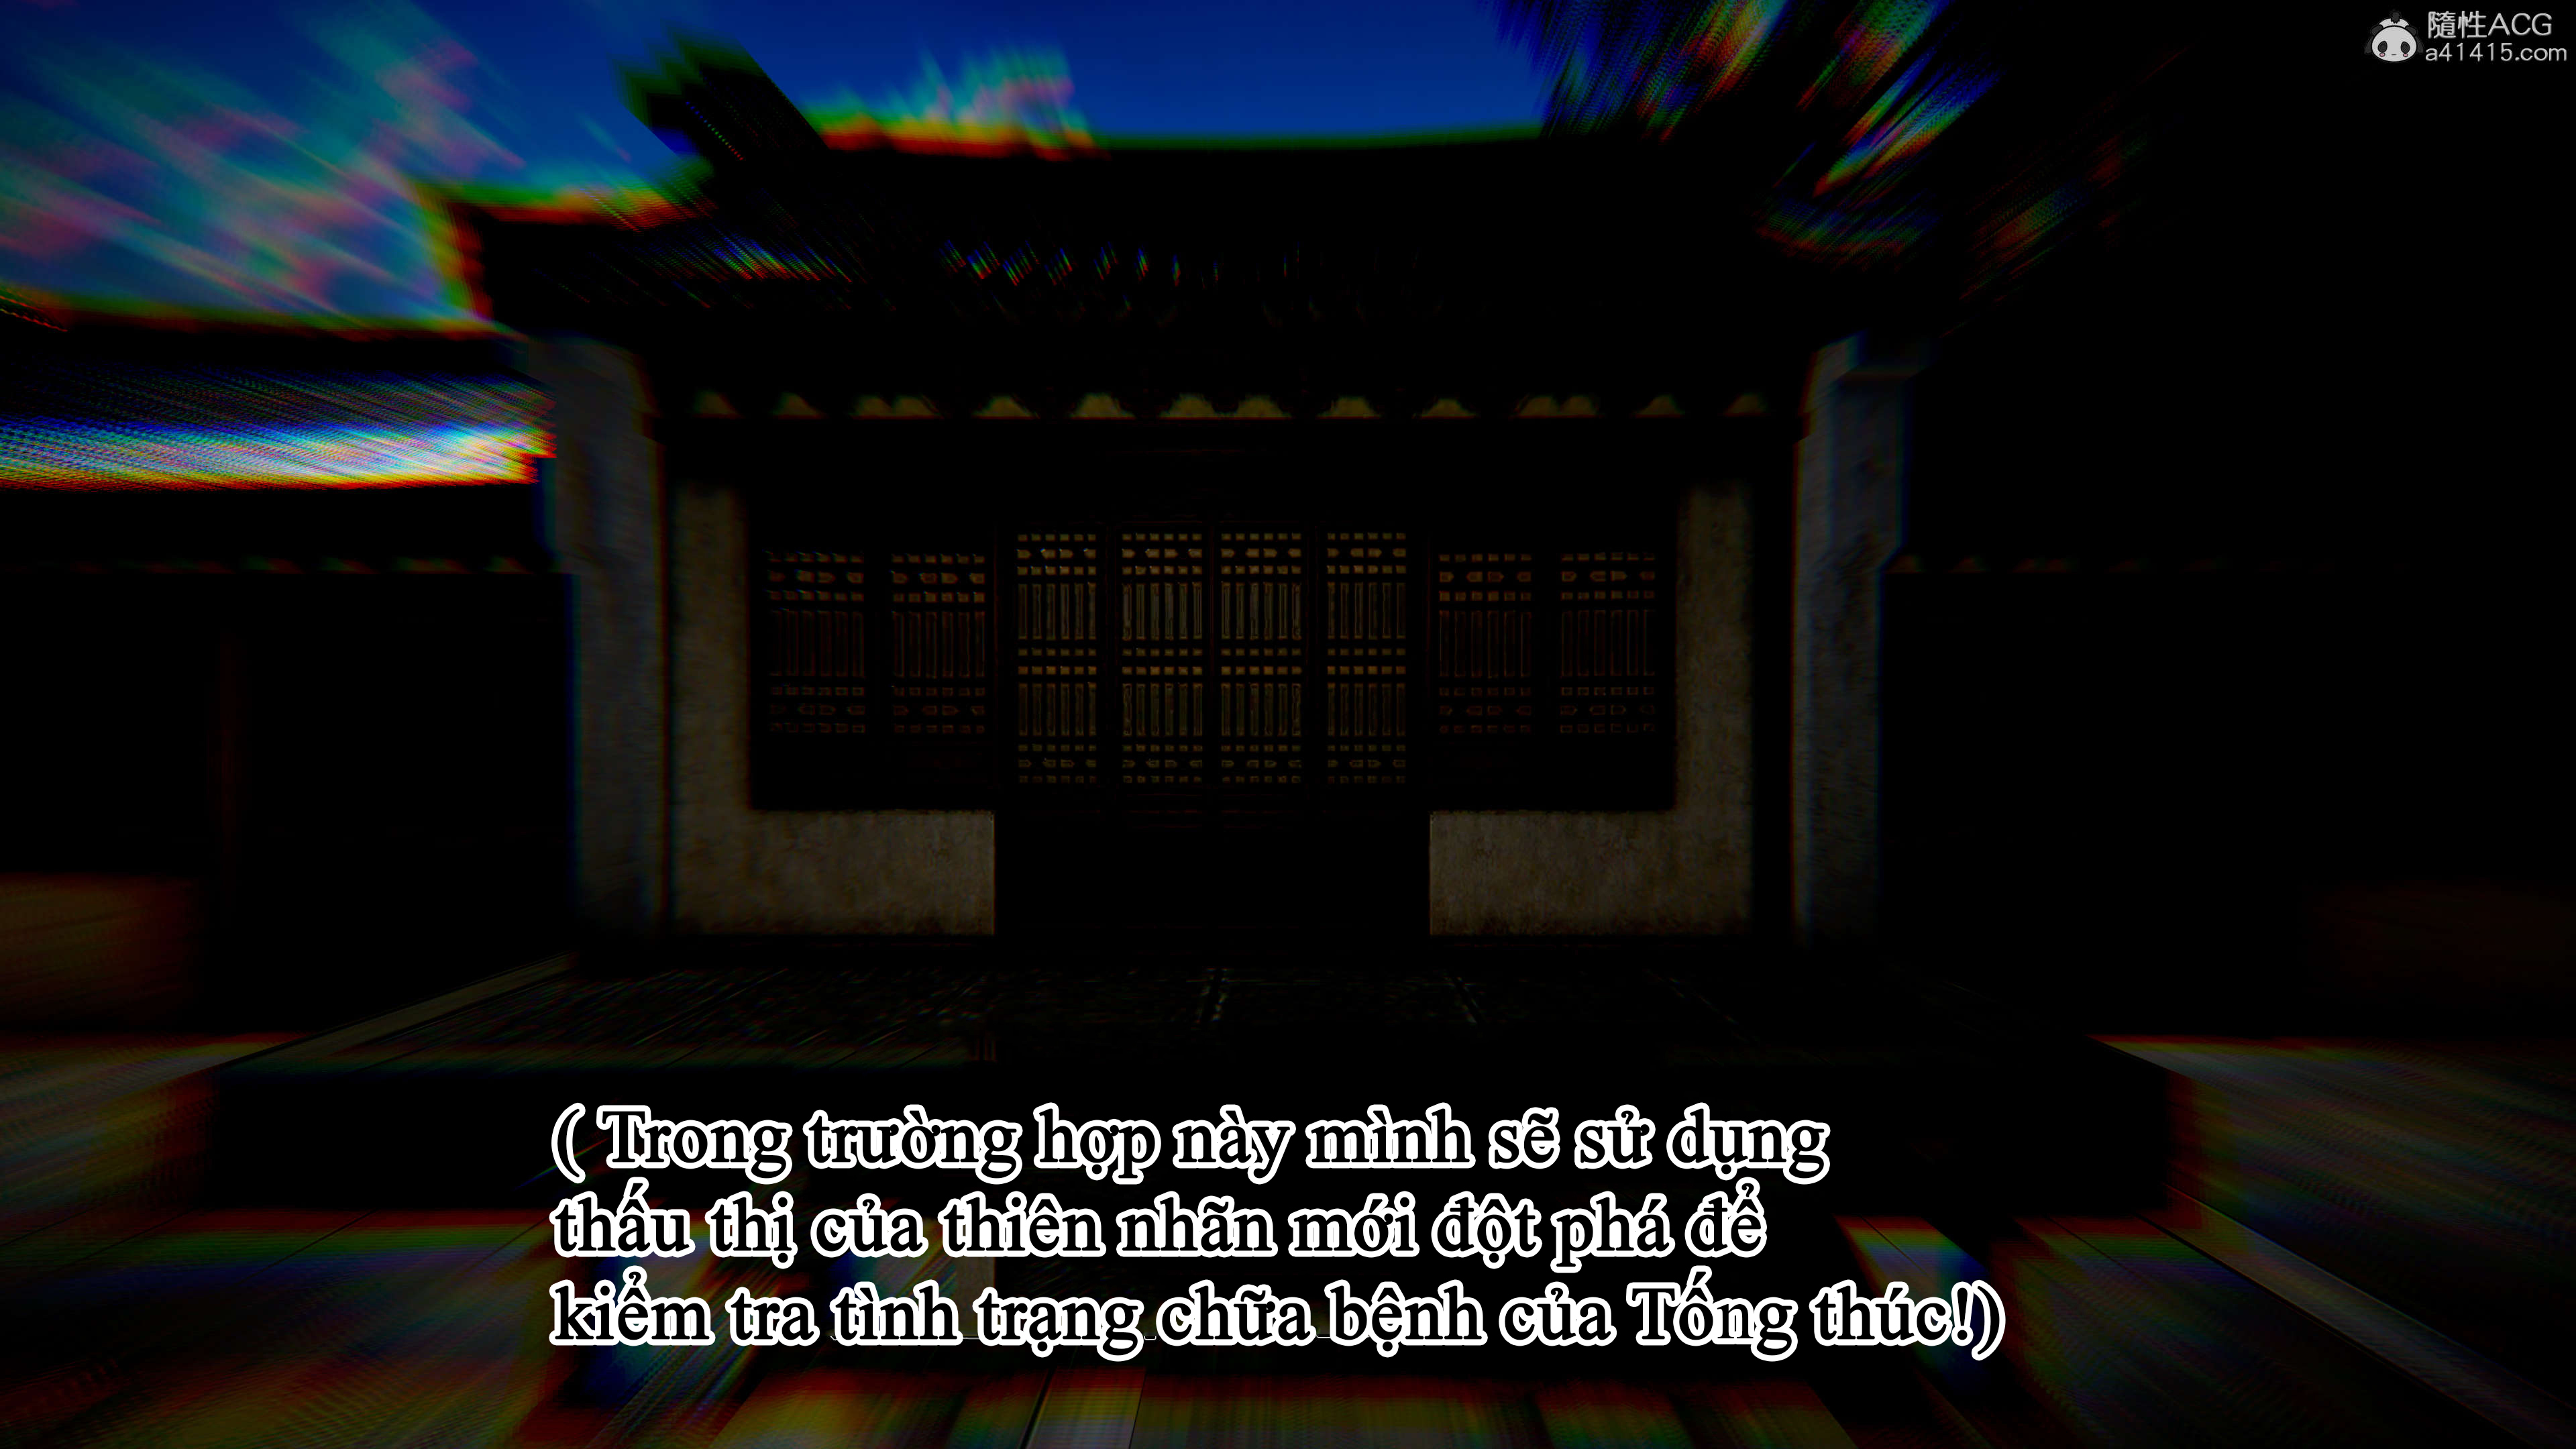 隨性ACG
a41415.com
( Trong trường hợp này mình sẽ sử dụng
thấu thị của thiên nhãn mới đột phá để
kiểm tra tình trạng chữa bệnh của Tống thúc!)